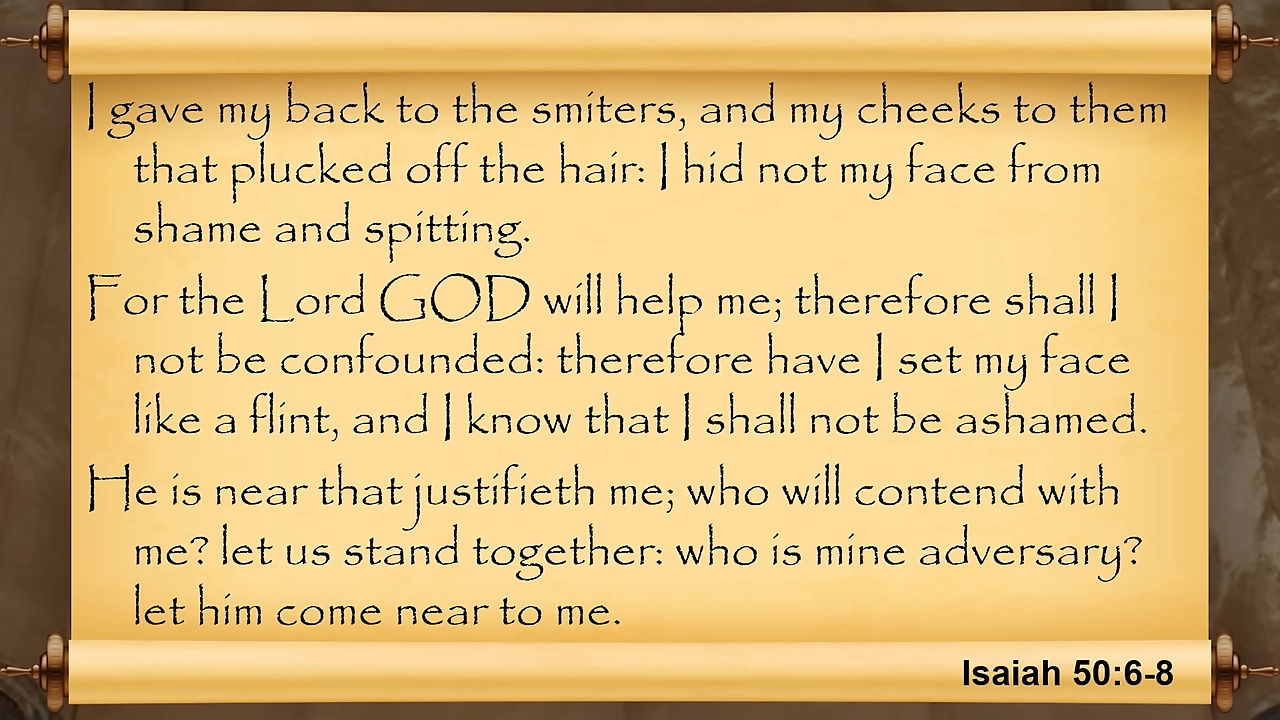 I gave my back to the smiters, and my cheeks to them
that plucked off the hair: I hid not my face from
shame and spitting.
For the Lord GOD will help me; therefore shall I
not be confounded: therefore have I set my face
like a flint, and I know that I shall not be ashamed.
He is near that justifieth me; who will contend with
me? let us stand together: who is mine adversary?
let him come near to me.
Isaiah 50:6-8